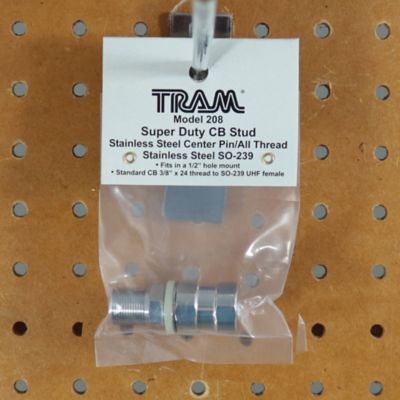 TRAM®
Model 208
Super Duty CB Stud
Stainless Steel Center Pin/All Thread
Stainless Steel SO-239
• Fits in a 1/2" hole mount
• Standard CB 3/8" x 24 thread to SO-239 UHF female